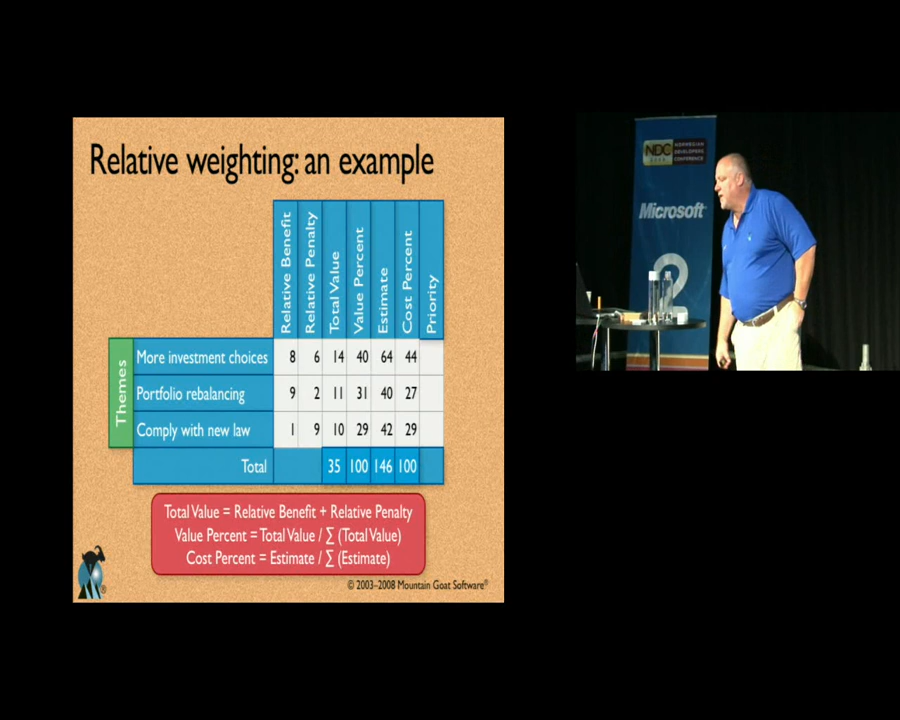 Relative weighting: an example
Relative Benefit
Relative Penalty
Total Value
Value Percent
Estimate
Cost Percent
Priority
Themes
More investment choices 8 6 14 40 64 44
Portfolio rebalancing 9 2 11 31 40 27
Comply with new law 1 9 10 29 42 29
Total 35 100 146 100
Total Value = Relative Benefit + Relative Penalty
Value Percent = Total Value / ∑ (Total Value)
Cost Percent = Estimate / ∑ (Estimate)
© 2003–2008 Mountain Goat Software®
NDC
NORWEGIAN
DEVELOPERS
CONFERENCE
Microsoft
2